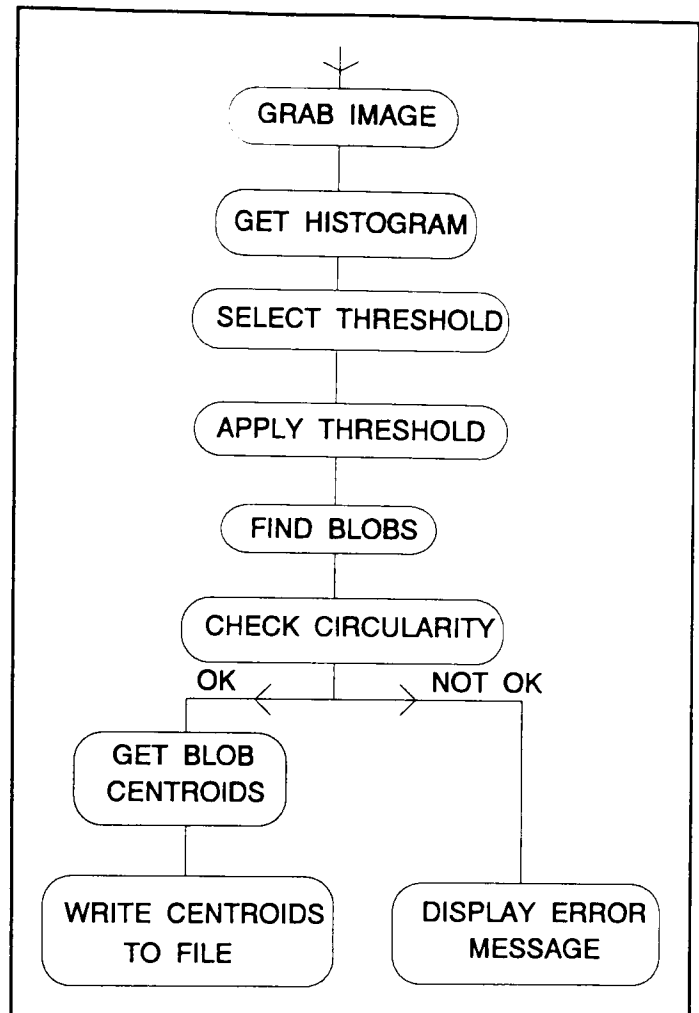 GRAB IMAGE
GET HISTOGRAM
SELECT THRESHOLD
APPLY THRESHOLD
FIND BLOBS
CHECK CIRCULARITY
OK
NOT OK
GET BLOB
CENTROIDS
WRITE CENTROIDS
TO FILE
DISPLAY ERROR
MESSAGE